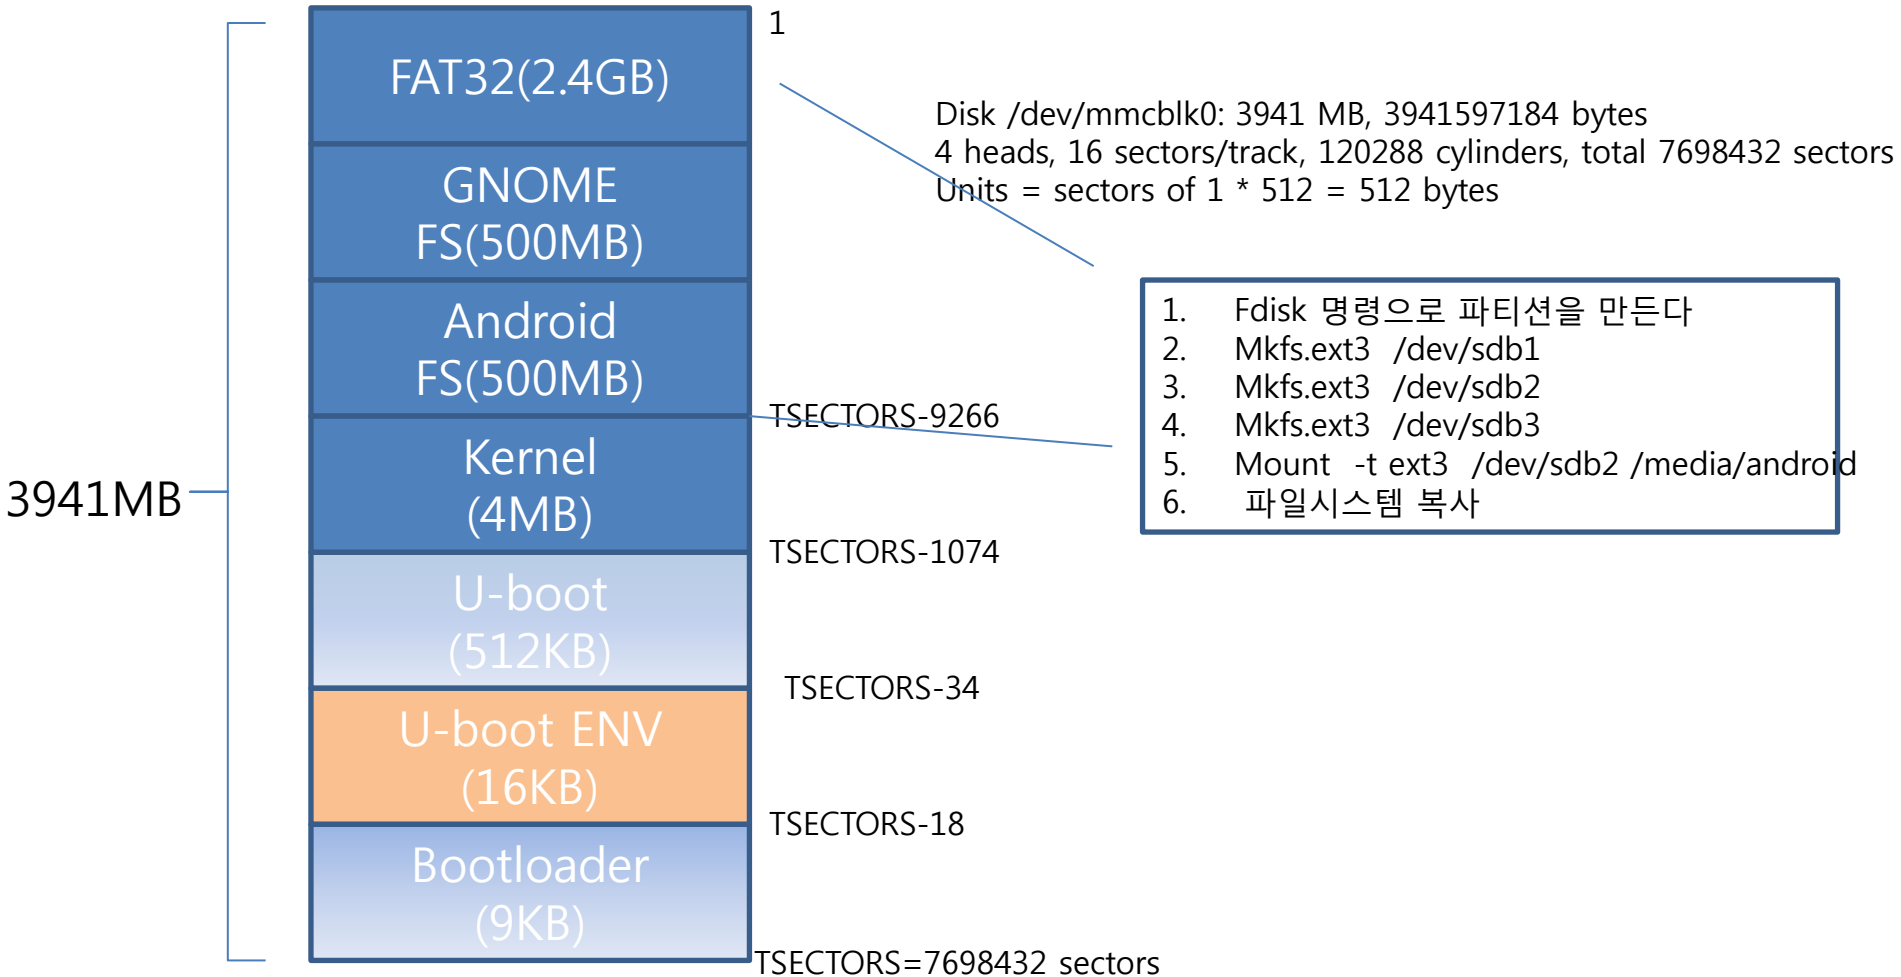 3941MB
FAT32(2.4GB)
GNOME
FS(500MB)
Android
FS(500MB)
Kernel
(4MB)
U-boot
(512KB)
U-boot ENV
(16KB)
Bootloader
(9KB)
1
TSECTORS-9266
TSECTORS-1074
TSECTORS-34
TSECTORS-18
TSECTORS=7698432 sectors
Disk /dev/mmcblk0: 3941 MB, 3941597184 bytes
4 heads, 16 sectors/track, 120288 cylinders, total 7698432 sectors
Units = sectors of 1 * 512 = 512 bytes
1. Fdisk 명령으로 파티션을 만든다
2. Mkfs.ext3 /dev/sdb1
3. Mkfs.ext3 /dev/sdb2
4. Mkfs.ext3 /dev/sdb3
5. Mount -t ext3 /dev/sdb2 /media/android
6. 파일시스템 복사